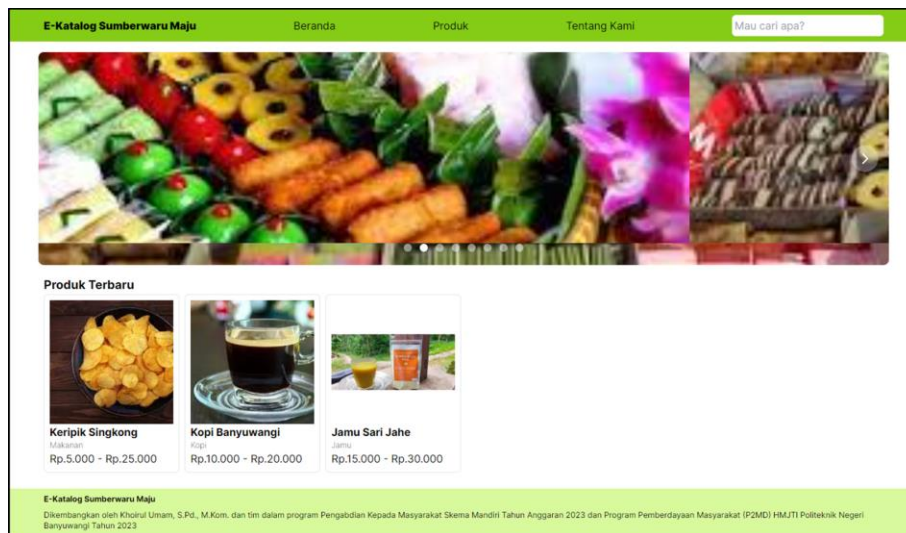 E-Katalog Sumberwaru Maju
Beranda
Produk
Tentang Kami
Mau cari apa?
Produk Terbaru
Keripik Singkong
Makanan
Rp.5.000 - Rp.25.000
Kopi Banyuwangi
Kopi
Rp.10.000 - Rp.20.000
Jamu Sari Jahe
Jamu
Rp.15.000 - Rp.30.000
E-Katalog Sumberwaru Maju
Dikembangkan oleh Khoirul Umam, S.Pd., M.Kom. dan tim dalam program Pengabdian Kepada Masyarakat Skema Mandiri Tahun Anggaran 2023 dan Program Pemberdayaan Masyarakat (P2MD) HMJTI Politeknik Negeri
Banyuwangi Tahun 2023